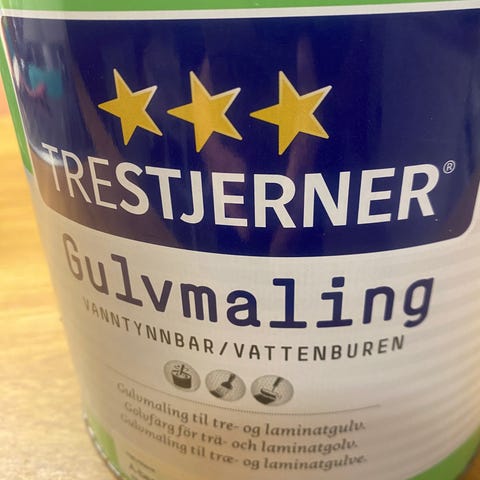 TRESTJERNER®
Gulvmaling
VANNTYNNBAR/VATTENBUREN
Gulvmaling til tre- og laminatgulv.
Golvfärg för trä- och laminatgolv.
Gulvmaling til træ- og laminatgulve.